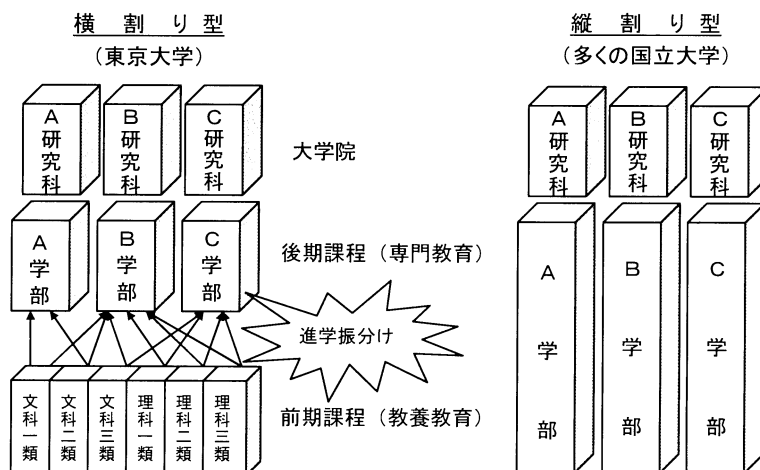 横割り型
(東京大学)
A研究科
B研究科
C研究科
大学院
A学部
B学部
C学部
後期課程(専門教育)
進学振分け
文科一類
文科二類
文科三類
理科一類
理科二類
理科三類
前期課程(教養教育)
縦割り型
(多くの国立大学)
A研究科
B研究科
C研究科
A学部
B学部
C学部